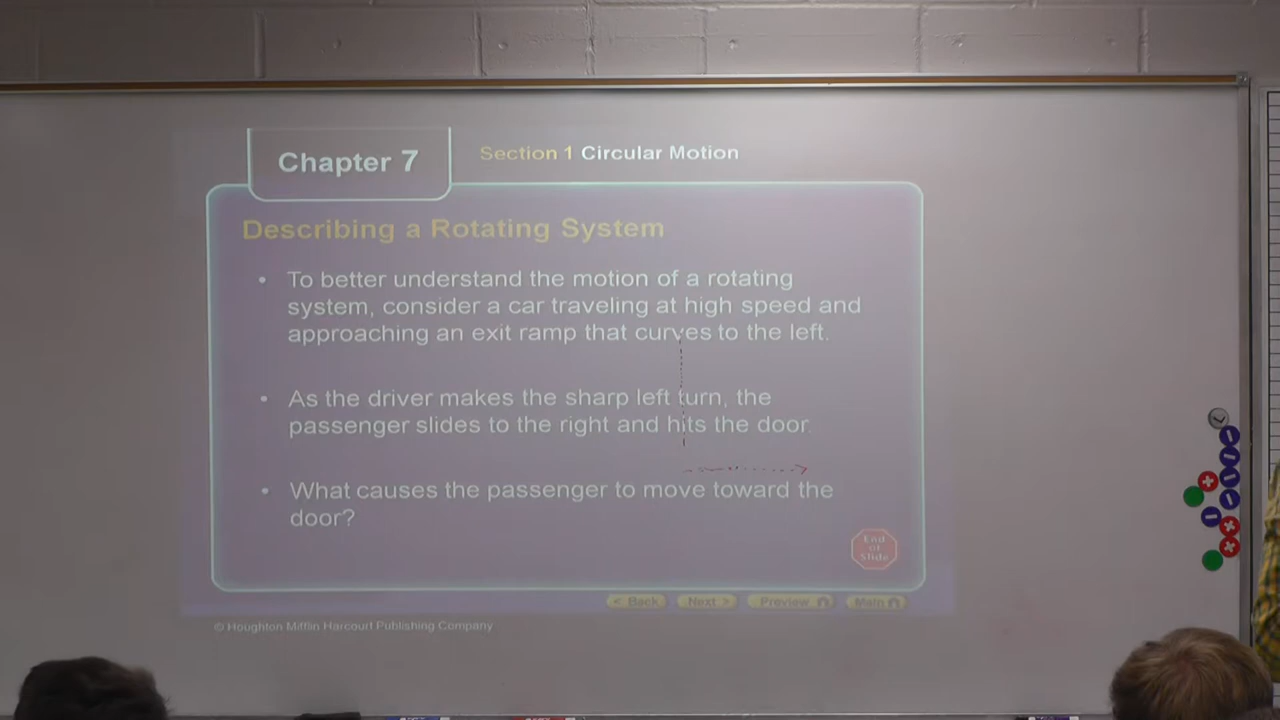 Chapter 7
Section 1 Circular Motion
Describing a Rotating System
• To better understand the motion of a rotating
system, consider a car traveling at high speed and
approaching an exit ramp that curves to the left.
• As the driver makes the sharp left turn, the
passenger slides to the right and hits the door.
• What causes the passenger to move toward the
door?
End
of
Slide
< Back Next > Preview Main
© Houghton Mifflin Harcourt Publishing Company